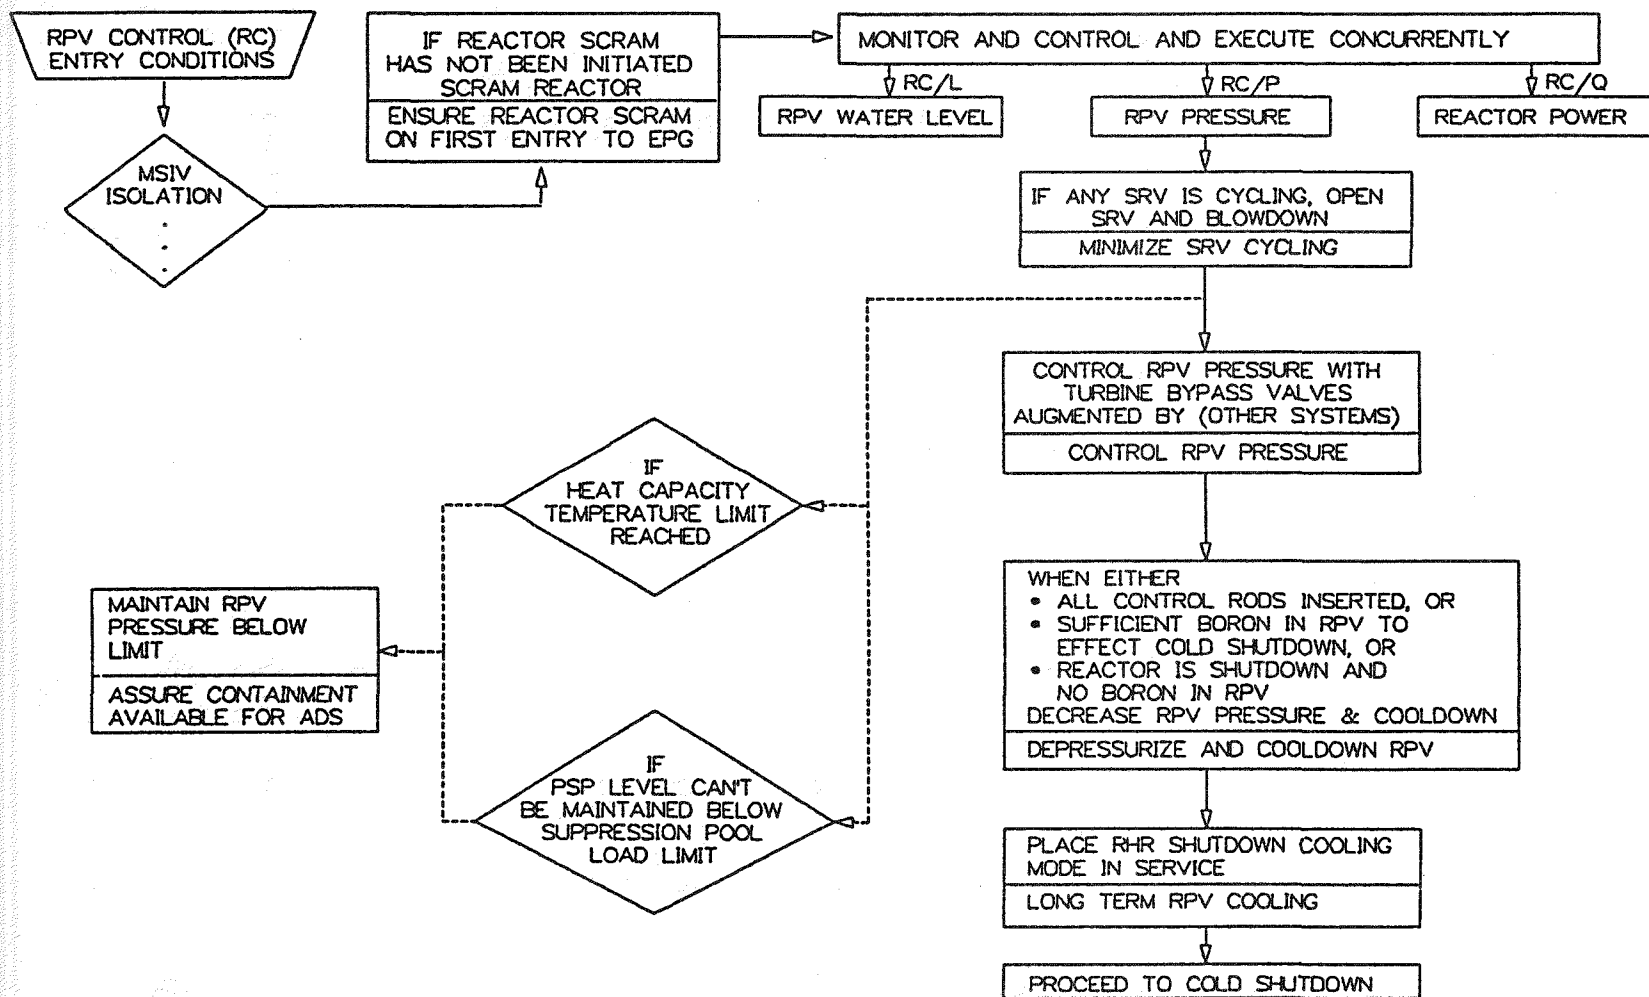 RPV CONTROL (RC)
ENTRY CONDITIONS
MSIV
ISOLATION
.
.
.
IF REACTOR SCRAM
HAS NOT BEEN INITIATED
SCRAM REACTOR
ENSURE REACTOR SCRAM
ON FIRST ENTRY TO EPG
MONITOR AND CONTROL AND EXECUTE CONCURRENTLY
RC/L
RC/P
RC/Q
RPV WATER LEVEL
RPV PRESSURE
REACTOR POWER
IF ANY SRV IS CYCLING, OPEN
SRV AND BLOWDOWN
MINIMIZE SRV CYCLING
CONTROL RPV PRESSURE WITH
TURBINE BYPASS VALVES
AUGMENTED BY (OTHER SYSTEMS)
CONTROL RPV PRESSURE
IF
HEAT CAPACITY
TEMPERATURE LIMIT
REACHED
MAINTAIN RPV
PRESSURE BELOW
LIMIT
ASSURE CONTAINMENT
AVAILABLE FOR ADS
IF
PSP LEVEL CAN'T
BE MAINTAINED BELOW
SUPPRESSION POOL
LOAD LIMIT
WHEN EITHER
• ALL CONTROL RODS INSERTED, OR
• SUFFICIENT BORON IN RPV TO
EFFECT COLD SHUTDOWN, OR
• REACTOR IS SHUTDOWN AND
NO BORON IN RPV
DECREASE RPV PRESSURE & COOLDOWN
DEPRESSURIZE AND COOLDOWN RPV
PLACE RHR SHUTDOWN COOLING
MODE IN SERVICE
LONG TERM RPV COOLING
PROCEED TO COLD SHUTDOWN